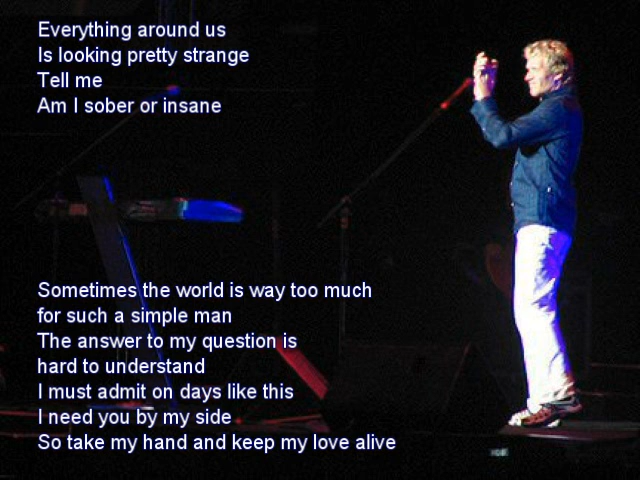 Everything around us
Is looking pretty strange
Tell me
Am I sober or insane
Sometimes the world is way too much
for such a simple man
The answer to my question is
hard to understand
I must admit on days like this
I need you by my side
So take my hand and keep my love alive